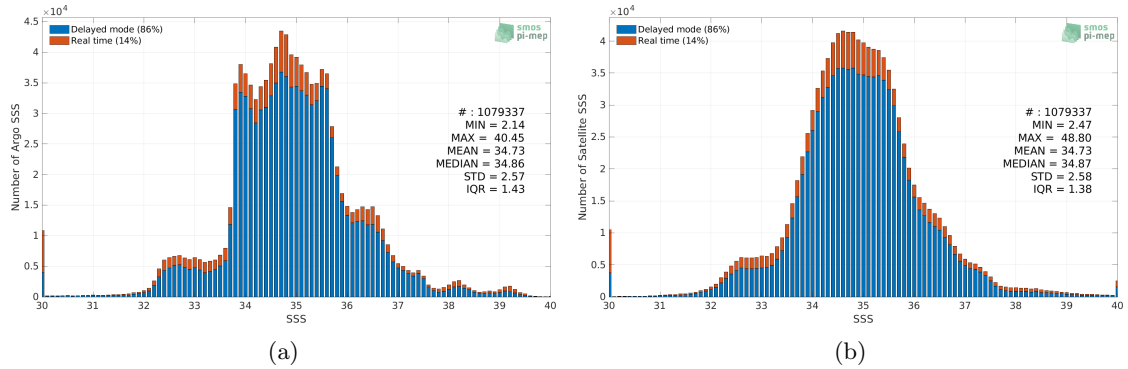 ×10⁴
Delayed mode (86%)
Real time (14%)
smos
pi-mep
# : 1079337
MIN = 2.14
MAX = 40.45
MEAN = 34.73
MEDIAN = 34.86
STD = 2.57
IQR = 1.43
Number of Argo SSS
4.5
4
3.5
3
2.5
2
1.5
1
0.5
0
30 31 32 33 34 35 36 37 38 39 40
SSS
(a)
×10⁴
Delayed mode (86%)
Real time (14%)
smos
pi-mep
# : 1079337
MIN = 2.47
MAX = 48.80
MEAN = 34.73
MEDIAN = 34.87
STD = 2.58
IQR = 1.38
Number of Satellite SSS
4
3.5
3
2.5
2
1.5
1
0.5
0
30 31 32 33 34 35 36 37 38 39 40
SSS
(b)